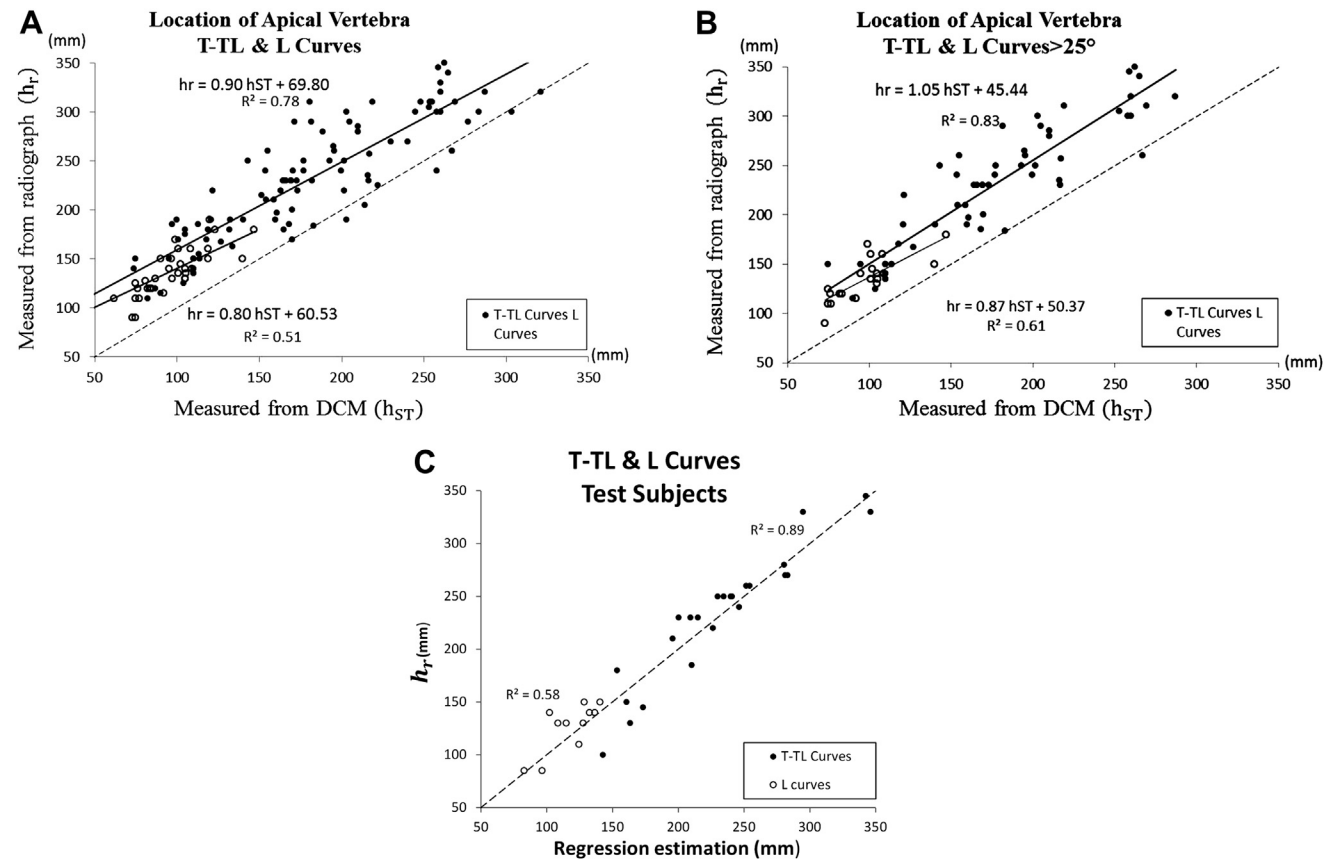 A
Location of Apical Vertebra
T-TL & L Curves
(mm)
Measured from radiograph (hr)
350
300
250
200
150
100
50
hr = 0.90 hST + 69.80
R² = 0.78
hr = 0.80 hST + 60.53
R² = 0.51
T-TL Curves L
Curves
(mm)
50 100 150 200 250 300 350
Measured from DCM (hST)
B
Location of Apical Vertebra
T-TL & L Curves>25°
(mm)
Measured from radiograph (hr)
350
300
250
200
150
100
50
hr = 1.05 hST + 45.44
R² = 0.83
hr = 0.87 hST + 50.37
R² = 0.61
T-TL Curves L
Curves
50 100 150 200 250 300 350
(mm)
Measured from DCM (hST)
C
T-TL & L Curves
Test Subjects
hr (mm)
350
300
250
200
150
100
50
R² = 0.89
R² = 0.58
T-TL Curves
L curves
50 100 150 200 250 300 350
Regression estimation (mm)